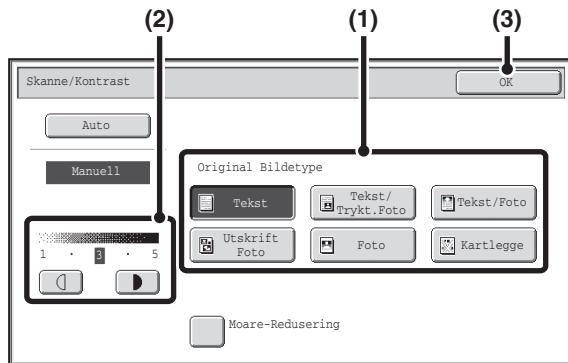 (2) (1) (3)
Skanne/Kontrast OK
Auto
Manuell
Original Bildetype
Tekst Tekst/ Trykt.Foto Tekst/Foto
Utskrift Foto Foto Kartlegge
1 · 3 · 5
Moare-Redusering